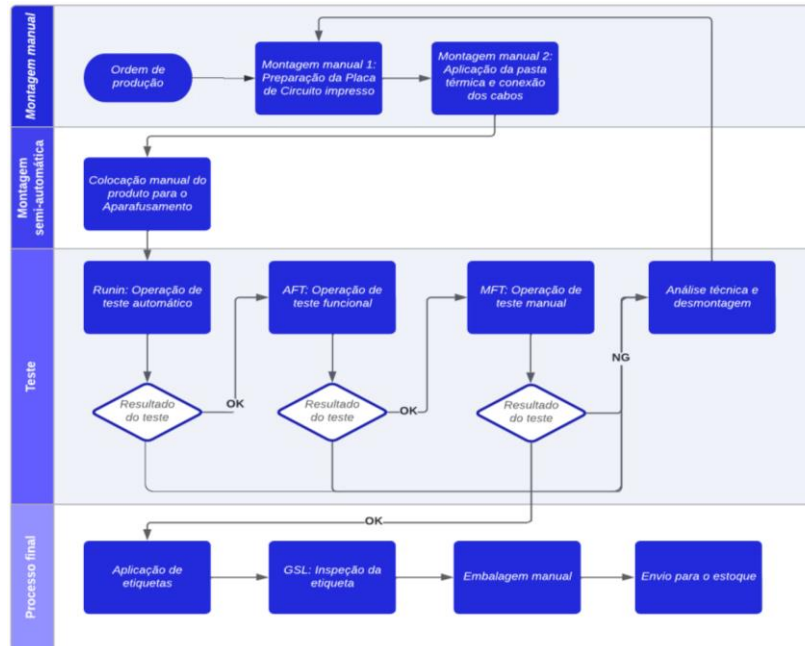 Montagem manual
Ordem de
produção
Montagem manual 1:
Preparação da Placa
de Circuito impresso
Montagem manual 2:
Aplicação da pasta
térmica e conexão
dos cabos
Montagem
semi-automática
Colocação manual do
produto para o
Aparafusamento
Teste
Runin: Operação de
teste automático
AFT: Operação de
teste funcional
MFT: Operação de
teste manual
Análise técnica e
desmontagem
Resultado
do teste
OK
Resultado
do teste
OK
Resultado
do teste
NG
OK
Processo final
Aplicação de
etiquetas
GSL: Inspeção da
etiqueta
Embalagem manual
Envio para o estoque